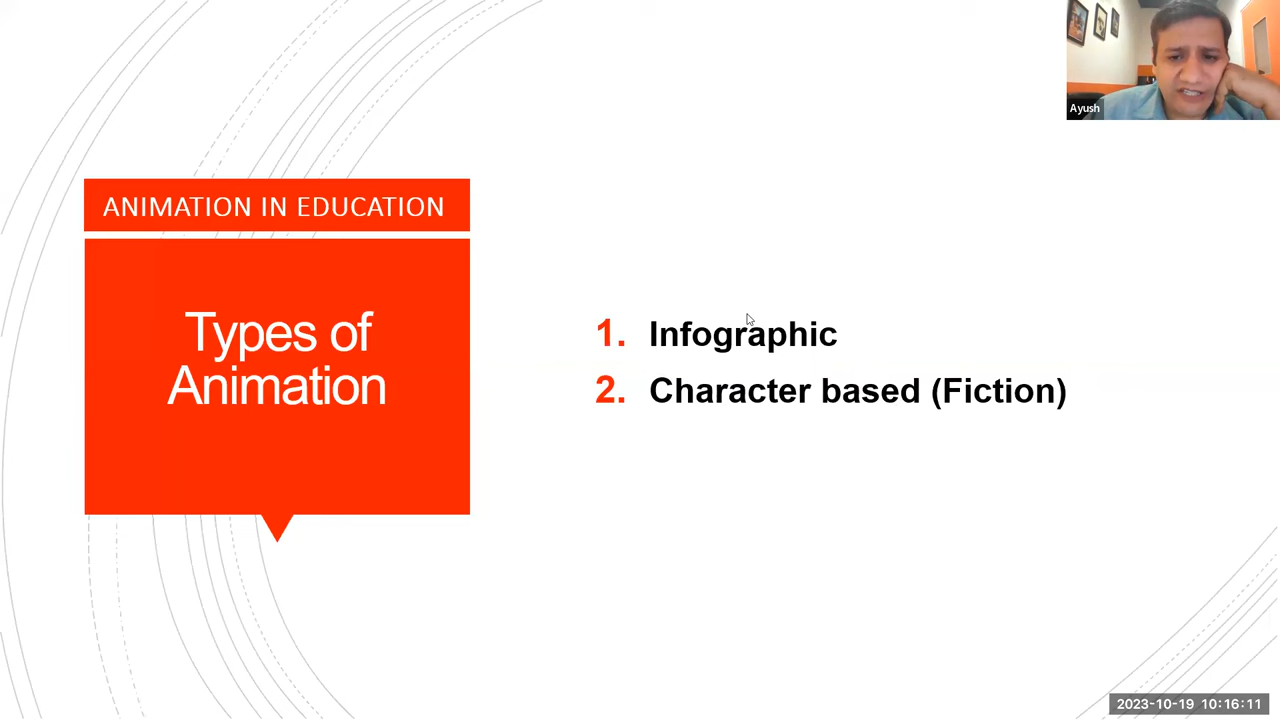 Ayush
ANIMATION IN EDUCATION
Types of
Animation
1. Infographic
2. Character based (Fiction)
2023-10-19 10:16:11